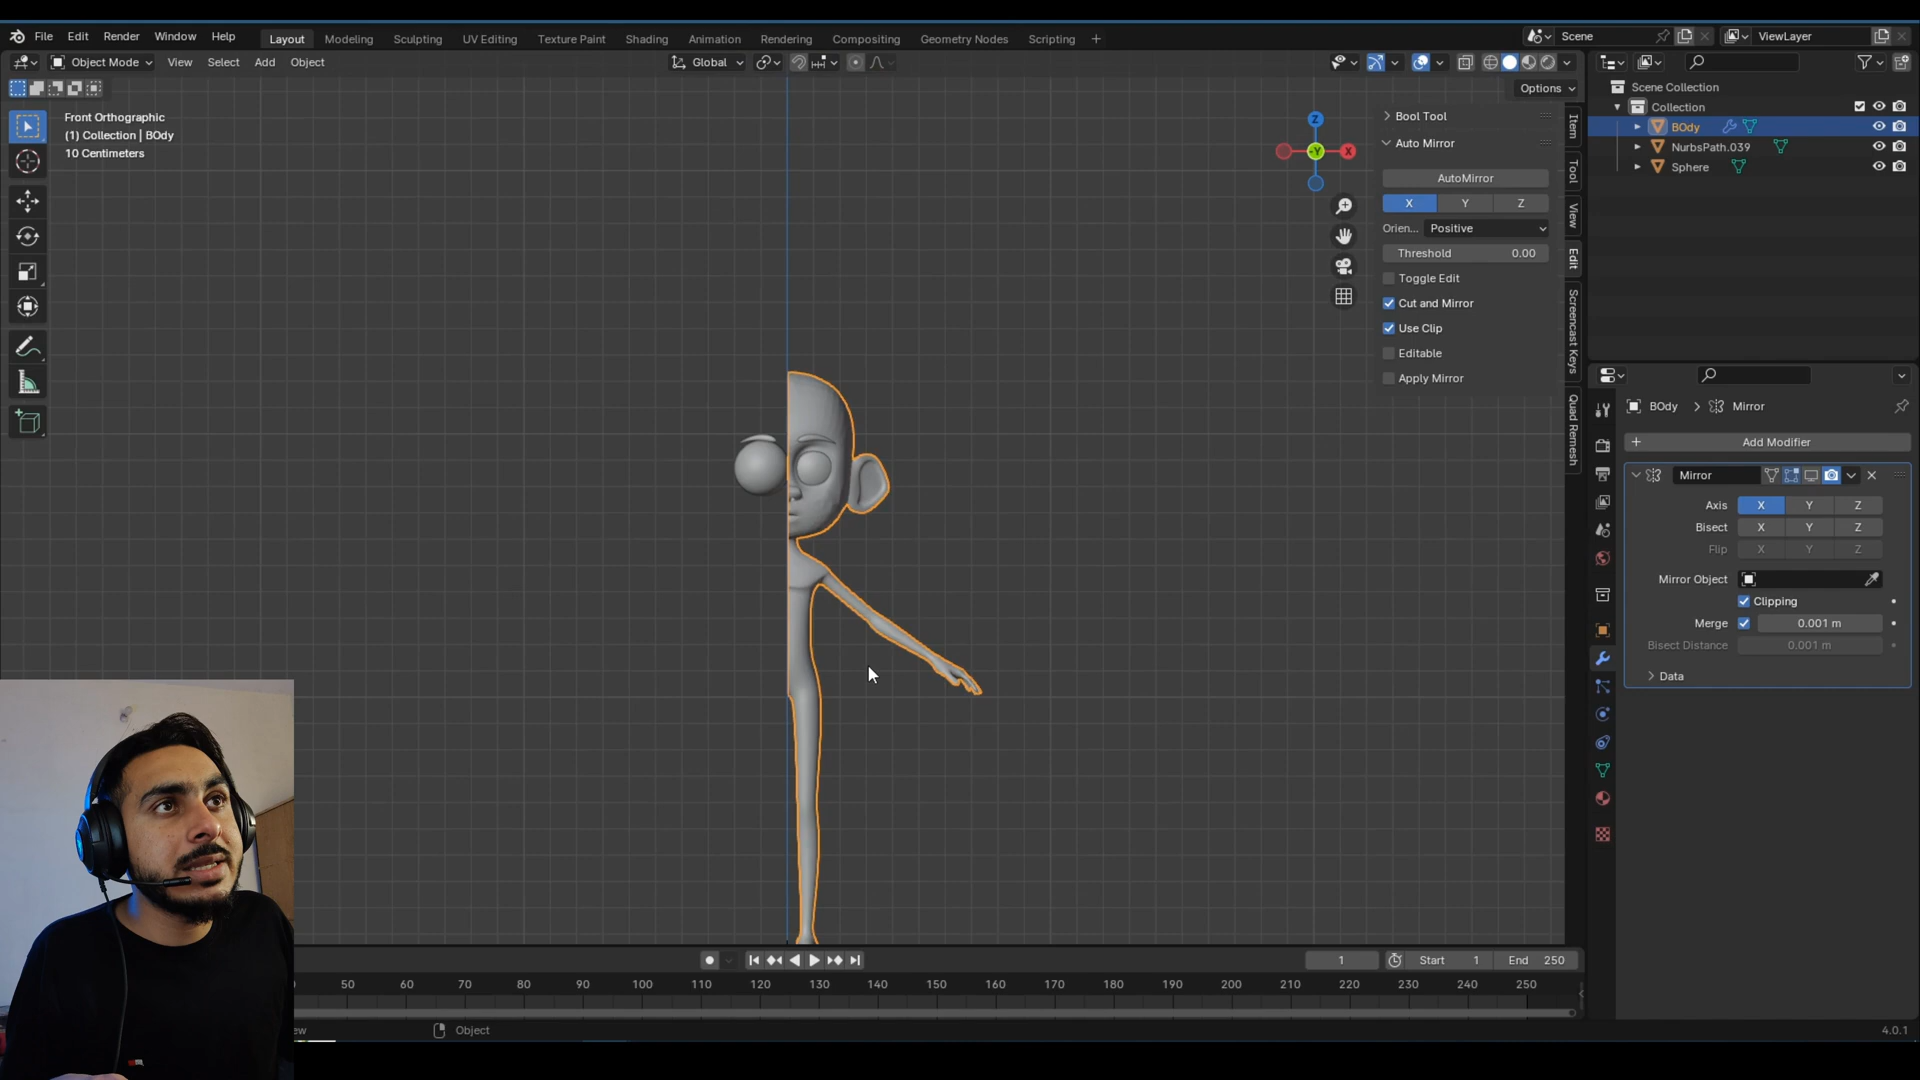 File Edit Render Window Help Layout Modeling Sculpting UV Editing Texture Paint Shading Animation Rendering Compositing Geometry Nodes Scripting + Scene ViewLayer
Object Mode View Select Add Object Global
Options
Front Orthographic
(1) Collection | BOdy
10 Centimeters
Z
-Y
X
Bool Tool
Auto Mirror
AutoMirror
X Y Z
Orien... Positive
Threshold 0.00
Toggle Edit
Cut and Mirror
Use Clip
Editable
Apply Mirror
Item
Tool
View
Edit
Screencast Keys
Quad Remesh
Scene Collection
Collection
BOdy
NurbsPath.039
Sphere
BOdy > Mirror
+ Add Modifier
Mirror
Axis X Y Z
Bisect X Y Z
Flip X Y Z
Mirror Object
Clipping
Merge 0.001 m
Bisect Distance 0.001 m
Data
1 Start 1 End 250
50 60 70 80 90 100 110 120 130 140 150 160 170 180 190 200 210 220 230 240 250
ew Object 4.0.1